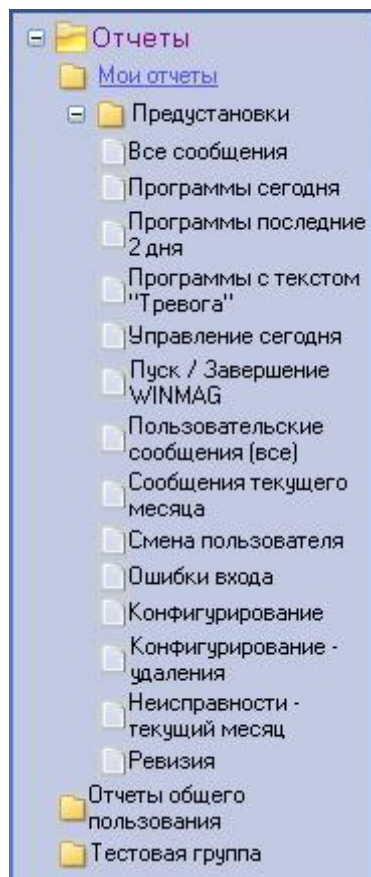 Отчеты
Мои отчеты
Предустановки
Все сообщения
Программы сегодня
Программы последние
2 дня
Программы с текстом
"Тревога"
Управление сегодня
Пуск / Завершение
WINMAG
Пользовательские
сообщения (все)
Сообщения текущего
месяца
Смена пользователя
Ошибки входа
Конфигурирование
Конфигурирование -
удаления
Неисправности -
текущий месяц
Ревизия
Отчеты общего
пользования
Тестовая группа